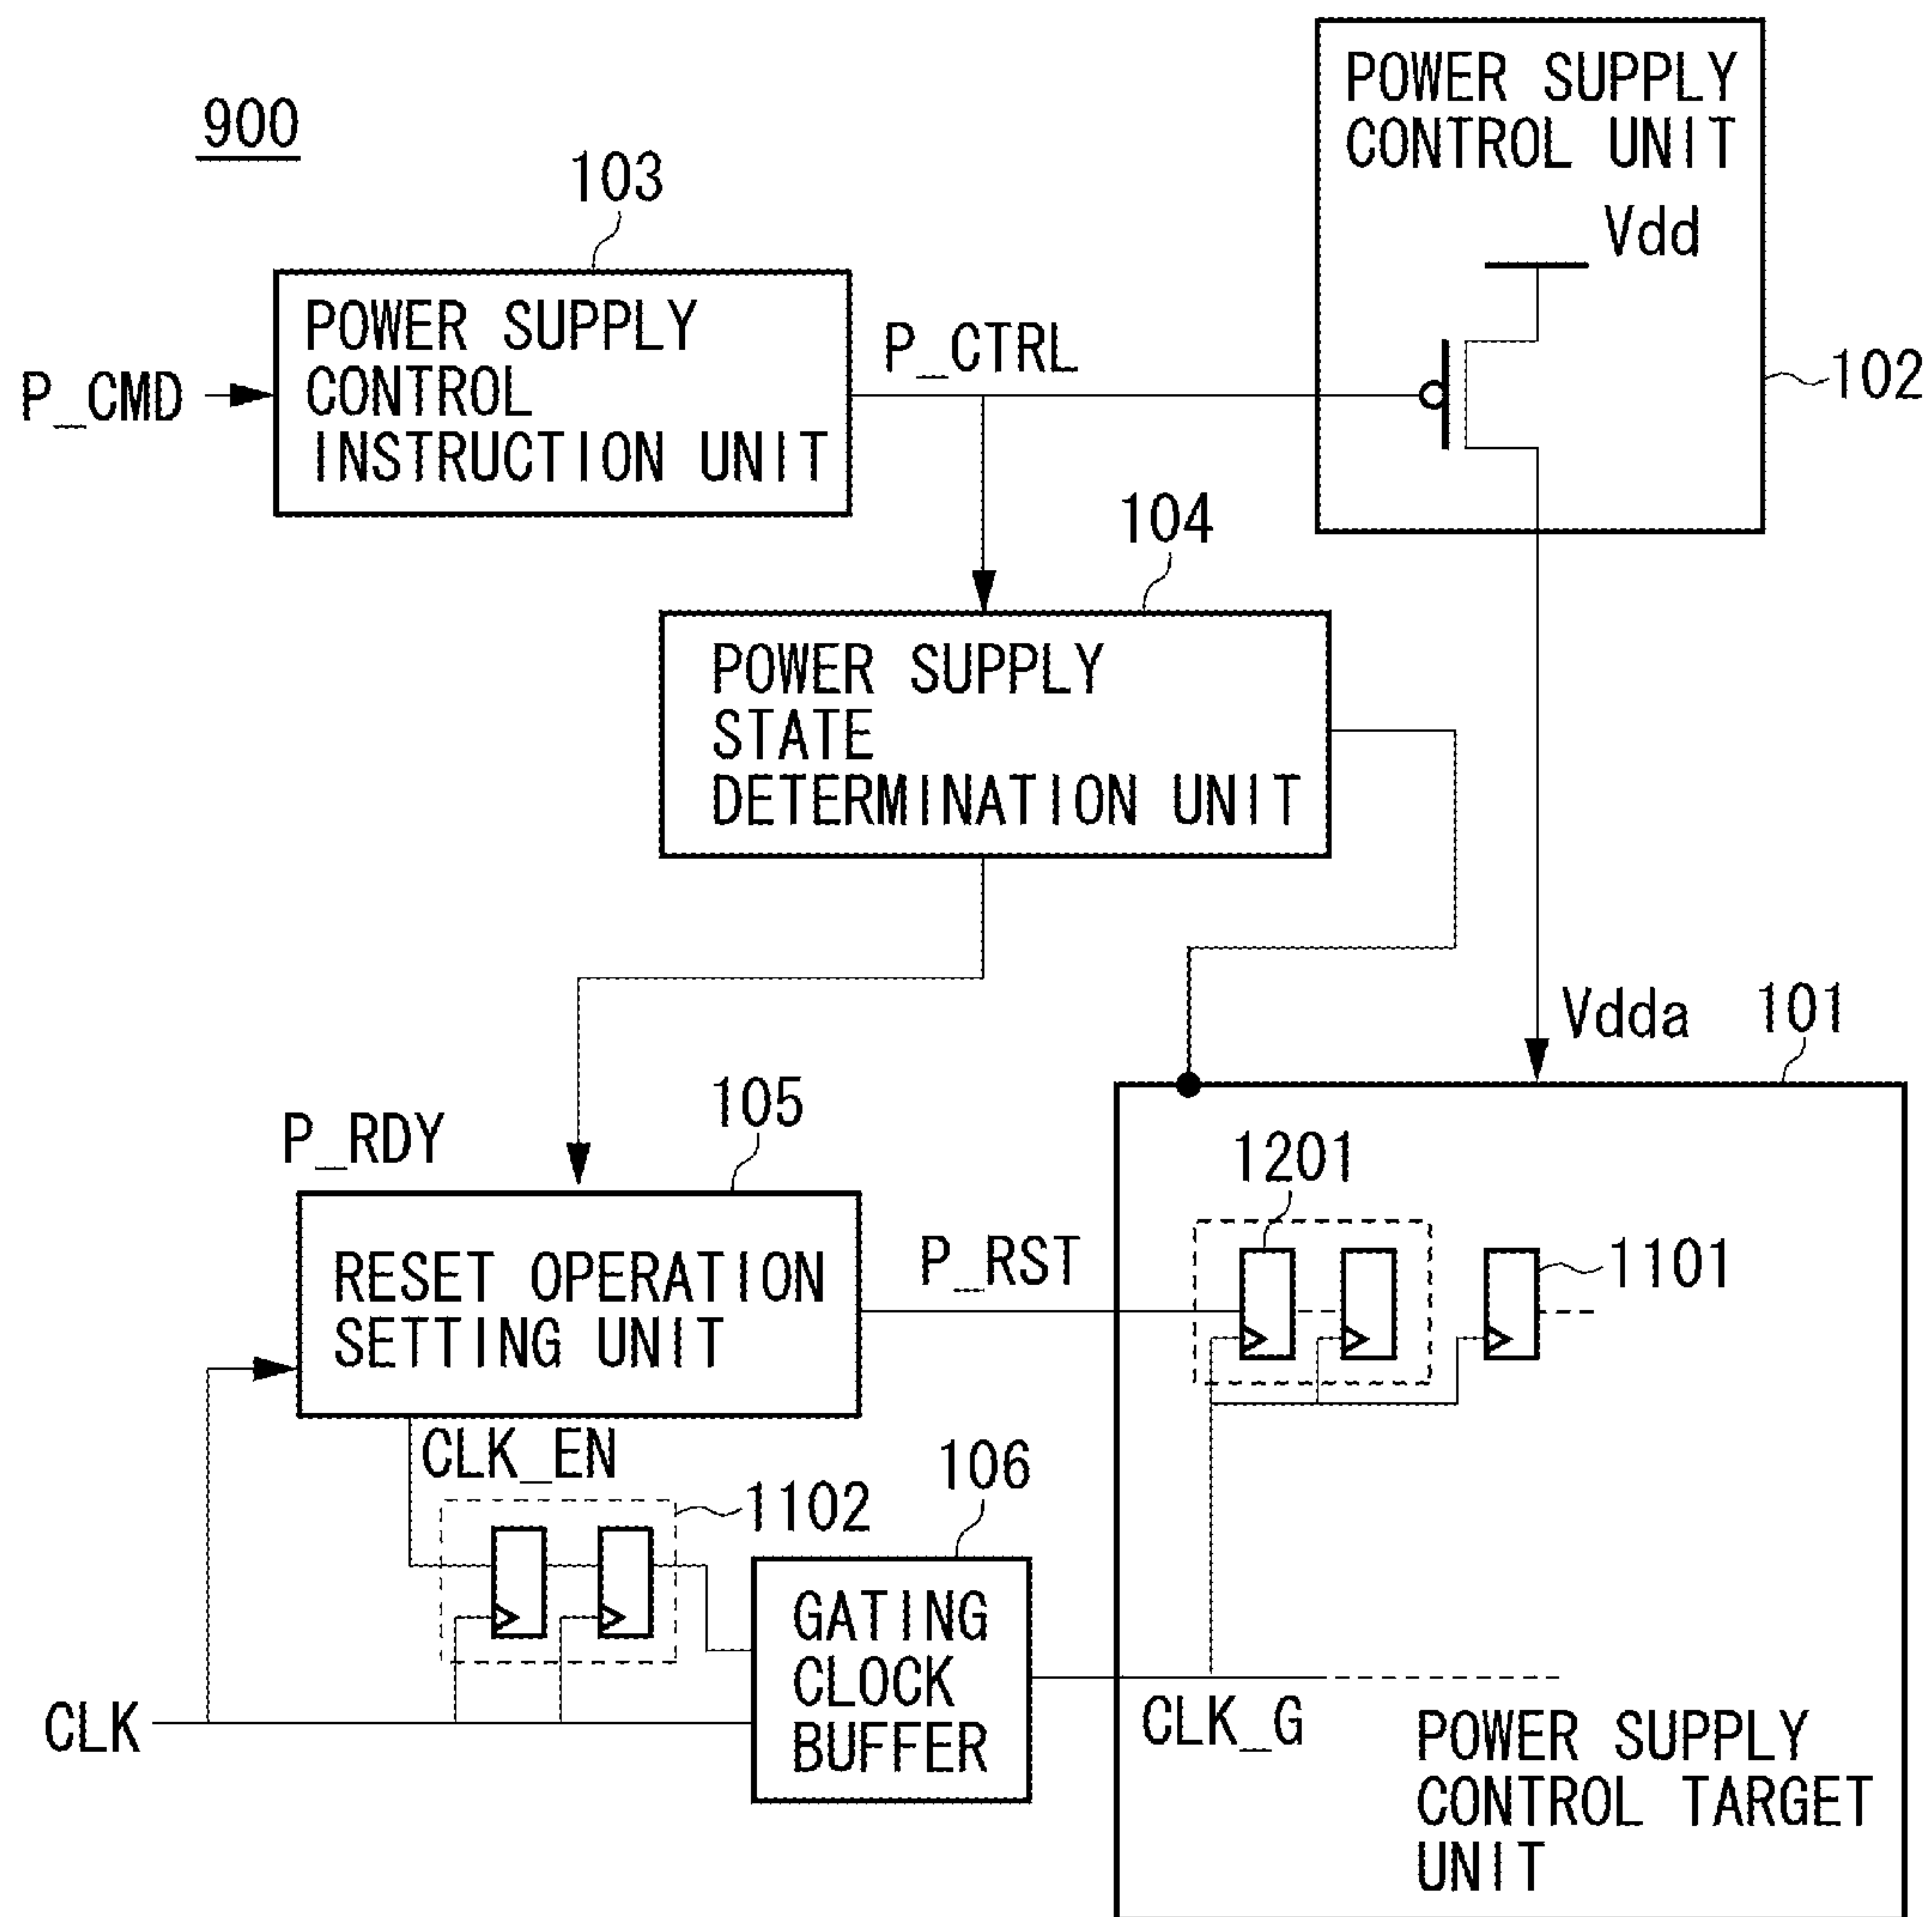 900
POWER SUPPLY
CONTROL UNIT
Vdd
102
103
POWER SUPPLY
CONTROL
INSTRUCTION UNIT
P_CMD
P_CTRL
104
POWER SUPPLY
STATE
DETERMINATION UNIT
Vdda
101
P_RDY
105
RESET OPERATION
SETTING UNIT
P_RST
1201
1101
CLK_EN
1102
106
GATING
CLOCK
BUFFER
CLK
CLK_G
POWER SUPPLY
CONTROL TARGET
UNIT